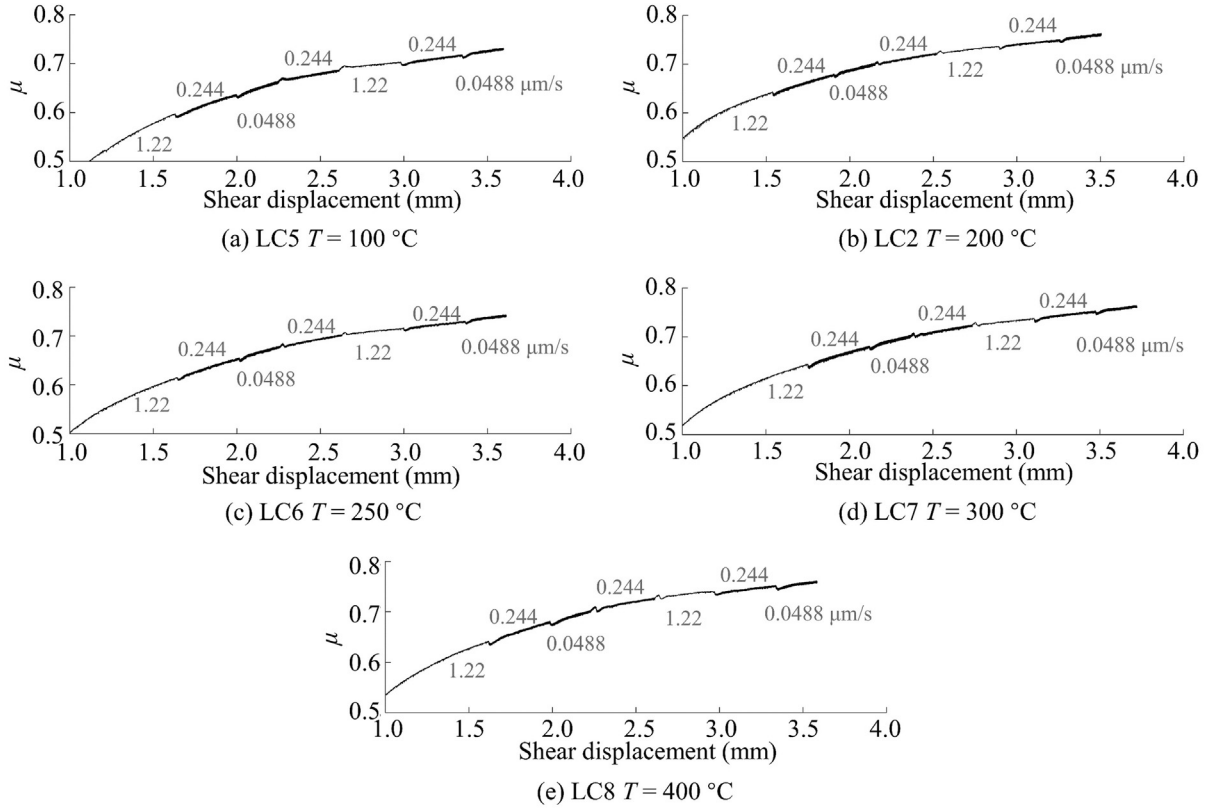 0.8
0.7
0.6
0.5
μ
0.244
0.244
0.244
1.22
0.0488
1.22
0.0488 μm/s
1.0 1.5 2.0 2.5 3.0 3.5 4.0
Shear displacement (mm)
(a) LC5 T = 100 °C
0.8
0.7
0.6
0.5
μ
0.244
0.244
0.244
1.22
0.0488
1.22
0.0488 μm/s
1.0 1.5 2.0 2.5 3.0 3.5 4.0
Shear displacement (mm)
(b) LC2 T = 200 °C
0.8
0.7
0.6
0.5
μ
0.244
0.244
0.244
1.22
0.0488
1.22
0.0488 μm/s
1.0 1.5 2.0 2.5 3.0 3.5 4.0
Shear displacement (mm)
(c) LC6 T = 250 °C
0.8
0.7
0.6
0.5
μ
0.244
0.244
0.244
1.22
0.0488
1.22
0.0488 μm/s
1.0 1.5 2.0 2.5 3.0 3.5 4.0
Shear displacement (mm)
(d) LC7 T = 300 °C
0.8
0.7
0.6
0.5
μ
0.244
0.244
0.244
1.22
0.0488
1.22
0.0488 μm/s
1.0 1.5 2.0 2.5 3.0 3.5 4.0
Shear displacement (mm)
(e) LC8 T = 400 °C